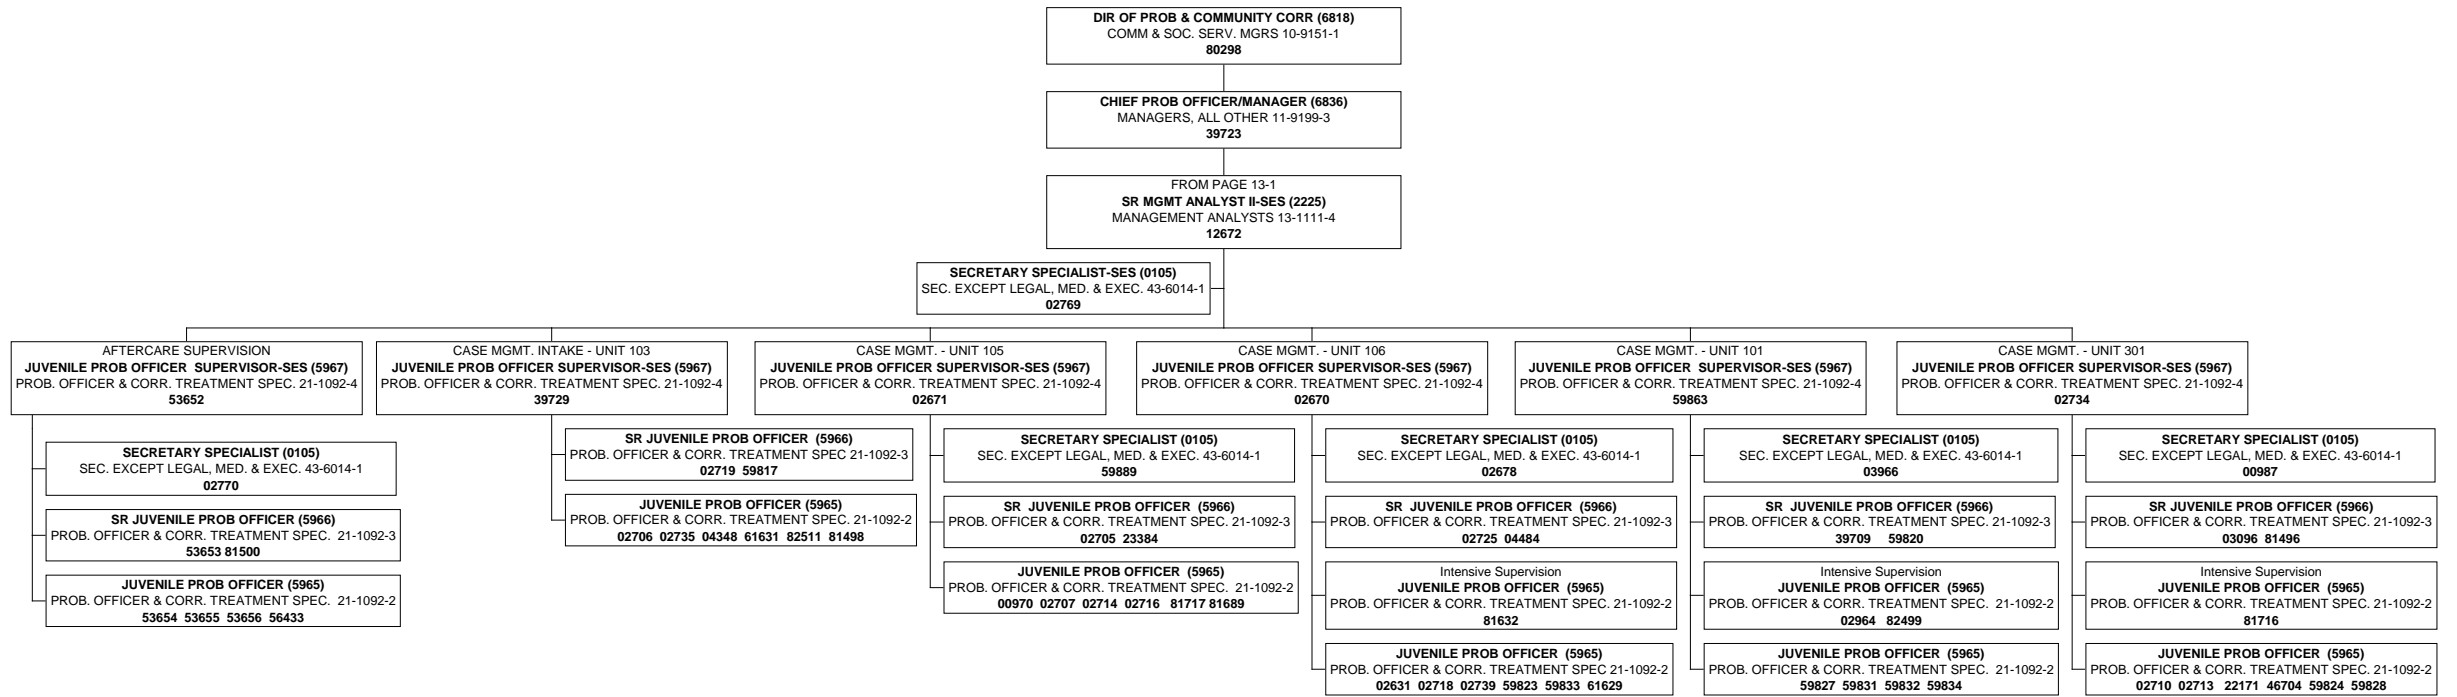 DIR OF PROB & COMMUNITY CORR (6818)
COMM & SOC. SERV. MGRS 10-9151-1
80298
CHIEF PROB OFFICER/MANAGER (6836)
MANAGERS, ALL OTHER 11-9199-3
39723
FROM PAGE 13-1
SR MGMT ANALYST II-SES (2225)
MANAGEMENT ANALYSTS 13-1111-4
12672
SECRETARY SPECIALIST-SES (0105)
SEC. EXCEPT LEGAL, MED. & EXEC. 43-6014-1
02769
AFTERCARE SUPERVISION
JUVENILE PROB OFFICER SUPERVISOR-SES (5967)
PROB. OFFICER & CORR. TREATMENT SPEC. 21-1092-4
53652
SECRETARY SPECIALIST (0105)
SEC. EXCEPT LEGAL, MED. & EXEC. 43-6014-1
02770
SR JUVENILE PROB OFFICER (5966)
PROB. OFFICER & CORR. TREATMENT SPEC. 21-1092-3
53653 81500
JUVENILE PROB OFFICER (5965)
PROB. OFFICER & CORR. TREATMENT SPEC. 21-1092-2
53654 53655 53656 56433
CASE MGMT. INTAKE - UNIT 103
JUVENILE PROB OFFICER SUPERVISOR-SES (5967)
PROB. OFFICER & CORR. TREATMENT SPEC. 21-1092-4
39729
SR JUVENILE PROB OFFICER (5966)
PROB. OFFICER & CORR. TREATMENT SPEC 21-1092-3
02719 59817
JUVENILE PROB OFFICER (5965)
PROB. OFFICER & CORR. TREATMENT SPEC. 21-1092-2
02706 02735 04348 61631 82511 81498
CASE MGMT. - UNIT 105
JUVENILE PROB OFFICER SUPERVISOR-SES (5967)
PROB. OFFICER & CORR. TREATMENT SPEC. 21-1092-4
02671
SECRETARY SPECIALIST (0105)
SEC. EXCEPT LEGAL, MED. & EXEC. 43-6014-1
59889
SR JUVENILE PROB OFFICER (5966)
PROB. OFFICER & CORR. TREATMENT SPEC. 21-1092-3
02705 23384
JUVENILE PROB OFFICER (5965)
PROB. OFFICER & CORR. TREATMENT SPEC. 21-1092-2
00970 02707 02714 02716 81717 81689
CASE MGMT. - UNIT 106
JUVENILE PROB OFFICER SUPERVISOR-SES (5967)
PROB. OFFICER & CORR. TREATMENT SPEC. 21-1092-4
02670
SECRETARY SPECIALIST (0105)
SEC. EXCEPT LEGAL, MED. & EXEC. 43-6014-1
02678
SR JUVENILE PROB OFFICER (5966)
PROB. OFFICER & CORR. TREATMENT SPEC. 21-1092-3
02725 04484
Intensive Supervision
JUVENILE PROB OFFICER (5965)
PROB. OFFICER & CORR. TREATMENT SPEC. 21-1092-2
81632
JUVENILE PROB OFFICER (5965)
PROB. OFFICER & CORR. TREATMENT SPEC 21-1092-2
02631 02718 02739 59823 59833 61629
CASE MGMT. - UNIT 101
JUVENILE PROB OFFICER SUPERVISOR-SES (5967)
PROB. OFFICER & CORR. TREATMENT SPEC. 21-1092-4
59863
SECRETARY SPECIALIST (0105)
SEC. EXCEPT LEGAL, MED. & EXEC. 43-6014-1
03966
SR JUVENILE PROB OFFICER (5966)
PROB. OFFICER & CORR. TREATMENT SPEC. 21-1092-3
39709 59820
Intensive Supervision
JUVENILE PROB OFFICER (5965)
PROB. OFFICER & CORR. TREATMENT SPEC. 21-1092-2
02964 82499
JUVENILE PROB OFFICER (5965)
PROB. OFFICER & CORR. TREATMENT SPEC. 21-1092-2
59827 59831 59832 59834
CASE MGMT. - UNIT 301
JUVENILE PROB OFFICER SUPERVISOR-SES (5967)
PROB. OFFICER & CORR. TREATMENT SPEC. 21-1092-4
02734
SECRETARY SPECIALIST (0105)
SEC. EXCEPT LEGAL, MED. & EXEC. 43-6014-1
00987
SR JUVENILE PROB OFFICER (5966)
PROB. OFFICER & CORR. TREATMENT SPEC. 21-1092-3
03096 81496
Intensive Supervision
JUVENILE PROB OFFICER (5965)
PROB. OFFICER & CORR. TREATMENT SPEC. 21-1092-2
81716
JUVENILE PROB OFFICER (5965)
PROB. OFFICER & CORR. TREATMENT SPEC. 21-1092-2
02710 02713 22171 46704 59824 59828